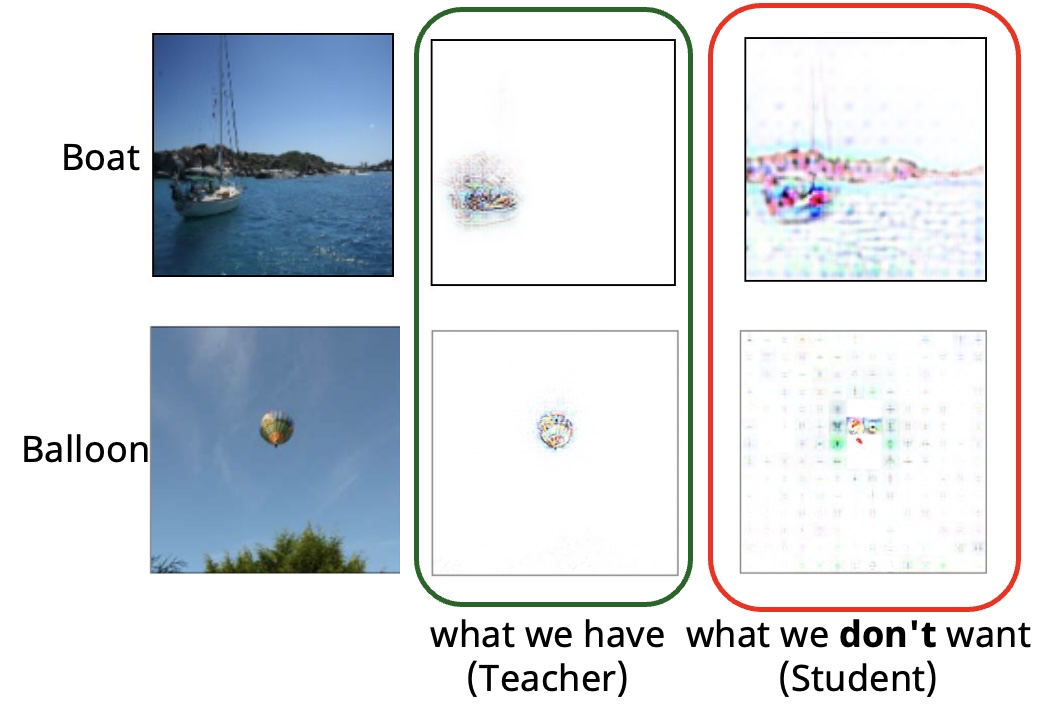 Boat
Balloon
what we have
(Teacher)
what we don't want
(Student)